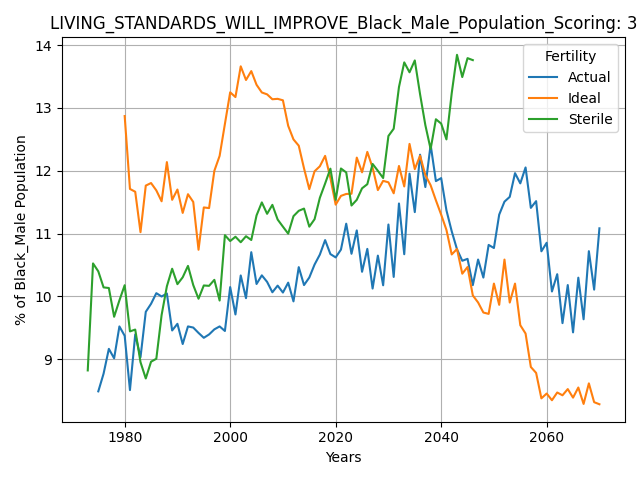 LIVING_STANDARDS_WILL_IMPROVE_Black_Male_Population_Scoring: 3
14
13
12
11
10
9
% of Black_Male Population
Fertility
Actual
Ideal
Sterile
1980
2000
2020
2040
2060
Years